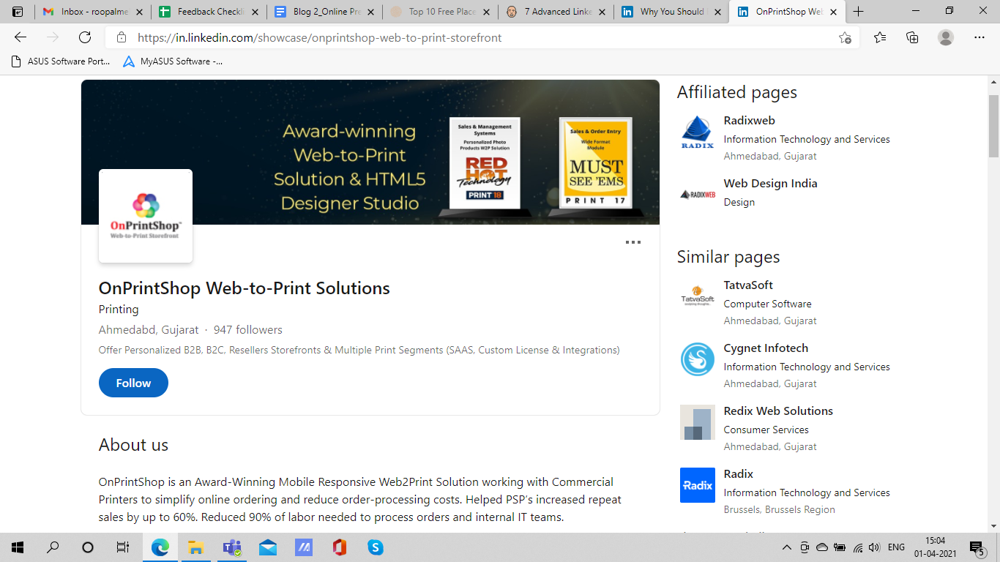 Inbox - roopalme
Feedback Checkli
Blog 2_Online Pre
Top 10 Free Place
7 Advanced Linke
Why You Should
OnPrintShop Web
https://in.linkedin.com/showcase/onprintshop-web-to-print-storefront
ASUS Software Port...
MyASUS Software -...
Award-winning
Web-to-Print
Solution & HTML5
Designer Studio
Sales & Management
Systems
Personalized Photo
Products W2P Solution
RED
HOT
Technology
PRINT 18
Sales & Order Entry
Wide Format
Module
MUST
SEE 'EMS
PRINT 17
OnPrintShop™
Web-to-Print Storefront
OnPrintShop Web-to-Print Solutions
Printing
Ahmedabd, Gujarat · 947 followers
Offer Personalized B2B, B2C, Resellers Storefronts & Multiple Print Segments (SAAS, Custom License & Integrations)
Follow
About us
OnPrintShop is an Award-Winning Mobile Responsive Web2Print Solution working with Commercial
Printers to simplify online ordering and reduce order-processing costs. Helped PSP's increased repeat
sales by up to 60%. Reduced 90% of labor needed to process orders and internal IT teams.
Affiliated pages
RADIX
Radixweb
Information Technology and Services
Ahmedabad, Gujarat
RADIXWEB
Web Design India
Design
Similar pages
TatvaSoft
TatvaSoft
Computer Software
Ahmedabad, Gujarat
Cygnet Infotech
Information Technology and Services
Ahmedabad, Gujarat
Redix Web Solutions
Consumer Services
Ahmedabad, Gujarat
Radix
Radix
Information Technology and Services
Brussels, Brussels Region
ENG
15:04
01-04-2021
5